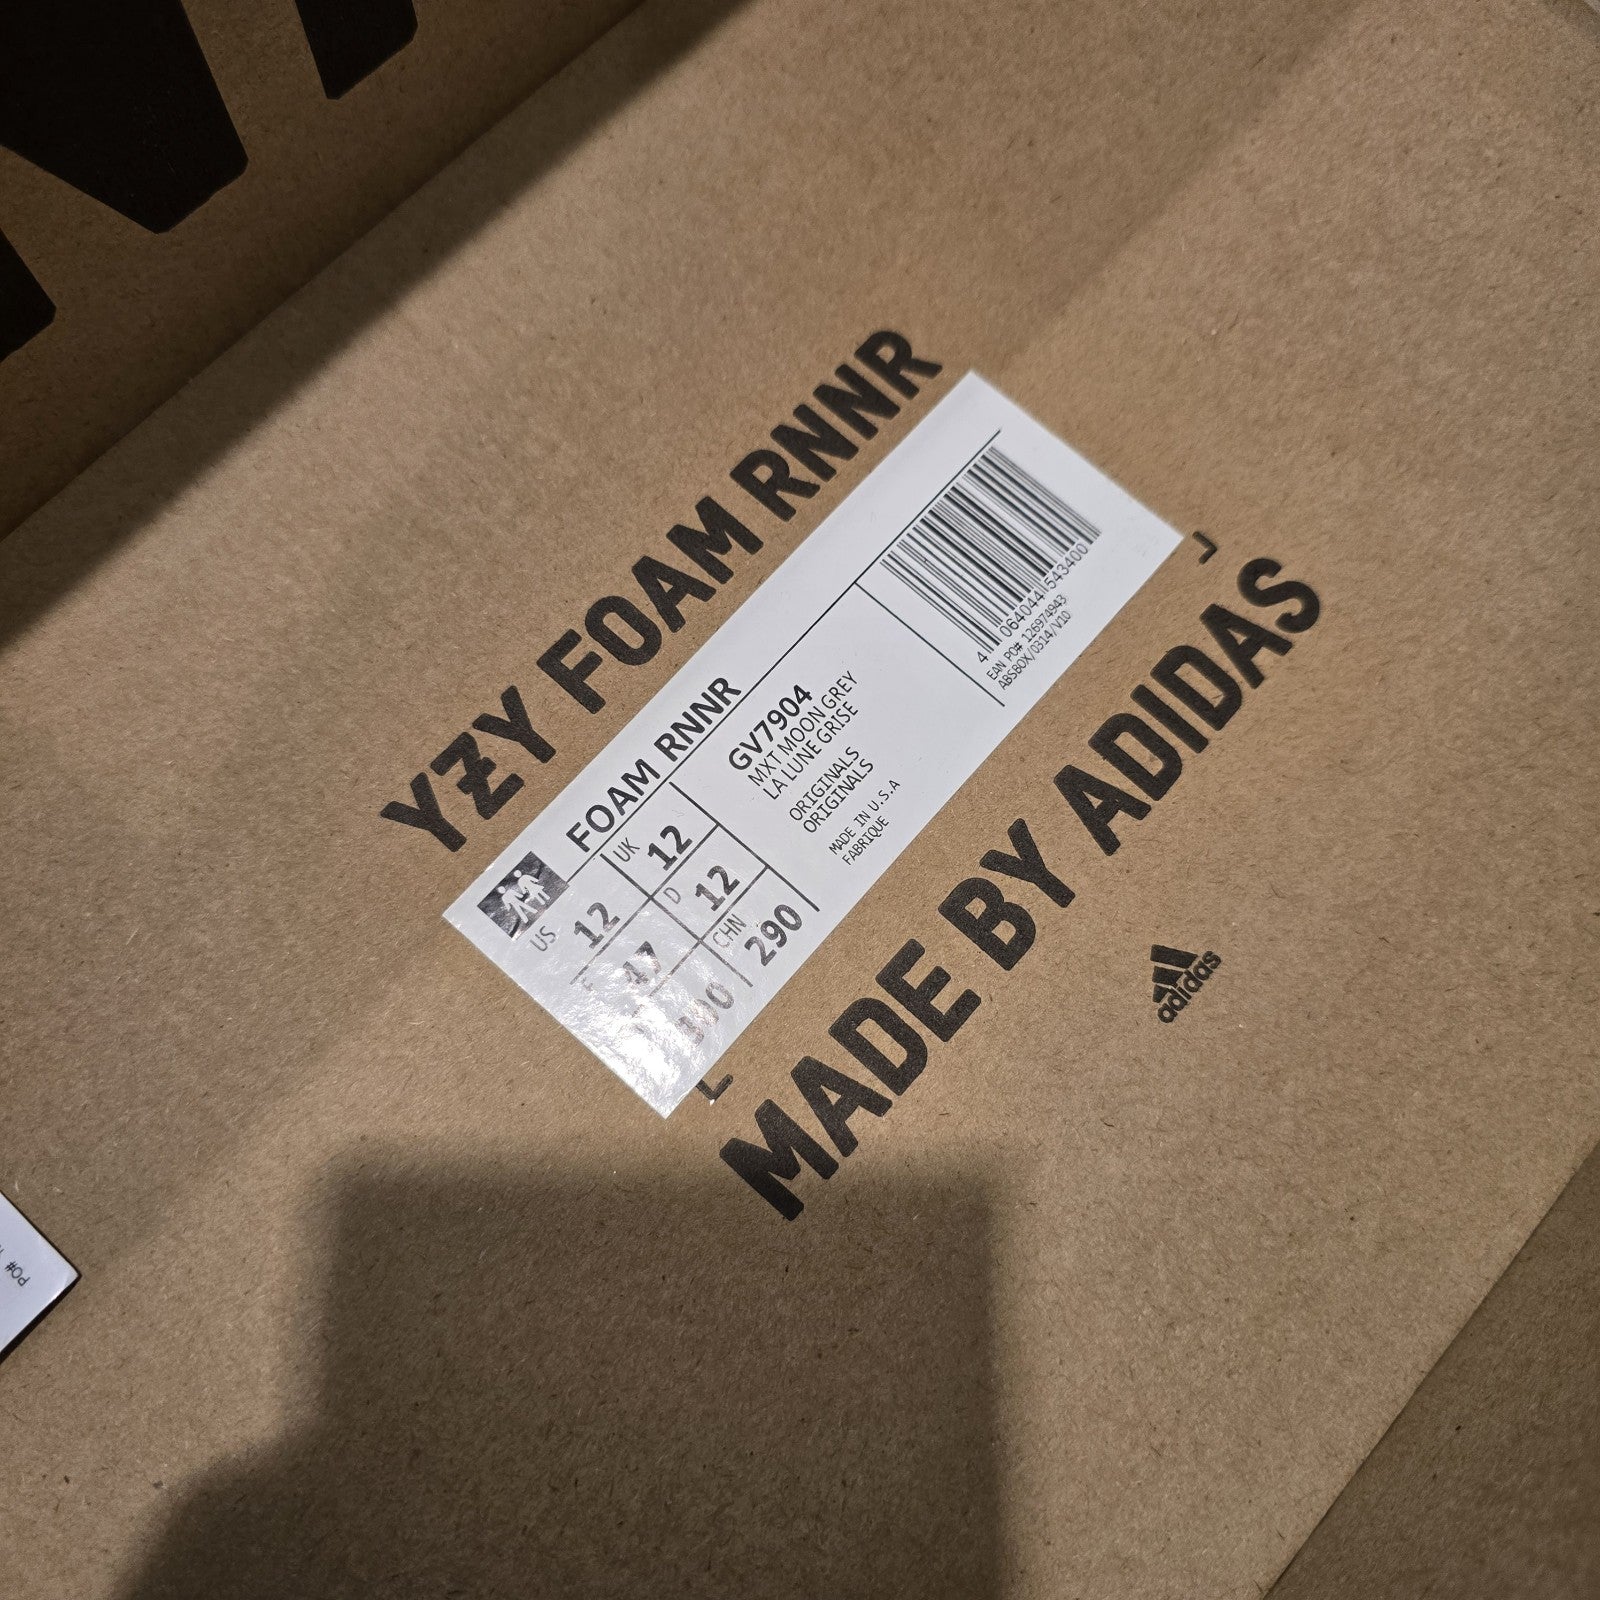 YZY FOAM RNNR
FOAM RNNR
US 12
UK 12
F 47
D 12
100
CHN 290
GV7904
MXT MOON GREY
LA LUNE GRISE
ORIGINALS
ORIGINALS
MADE IN U.S.A
FABRIQUE
4 064044 543400
EAN PO# 126974943
ABSBOX/0314/V10
MADE BY ADIDAS
adidas
PO#